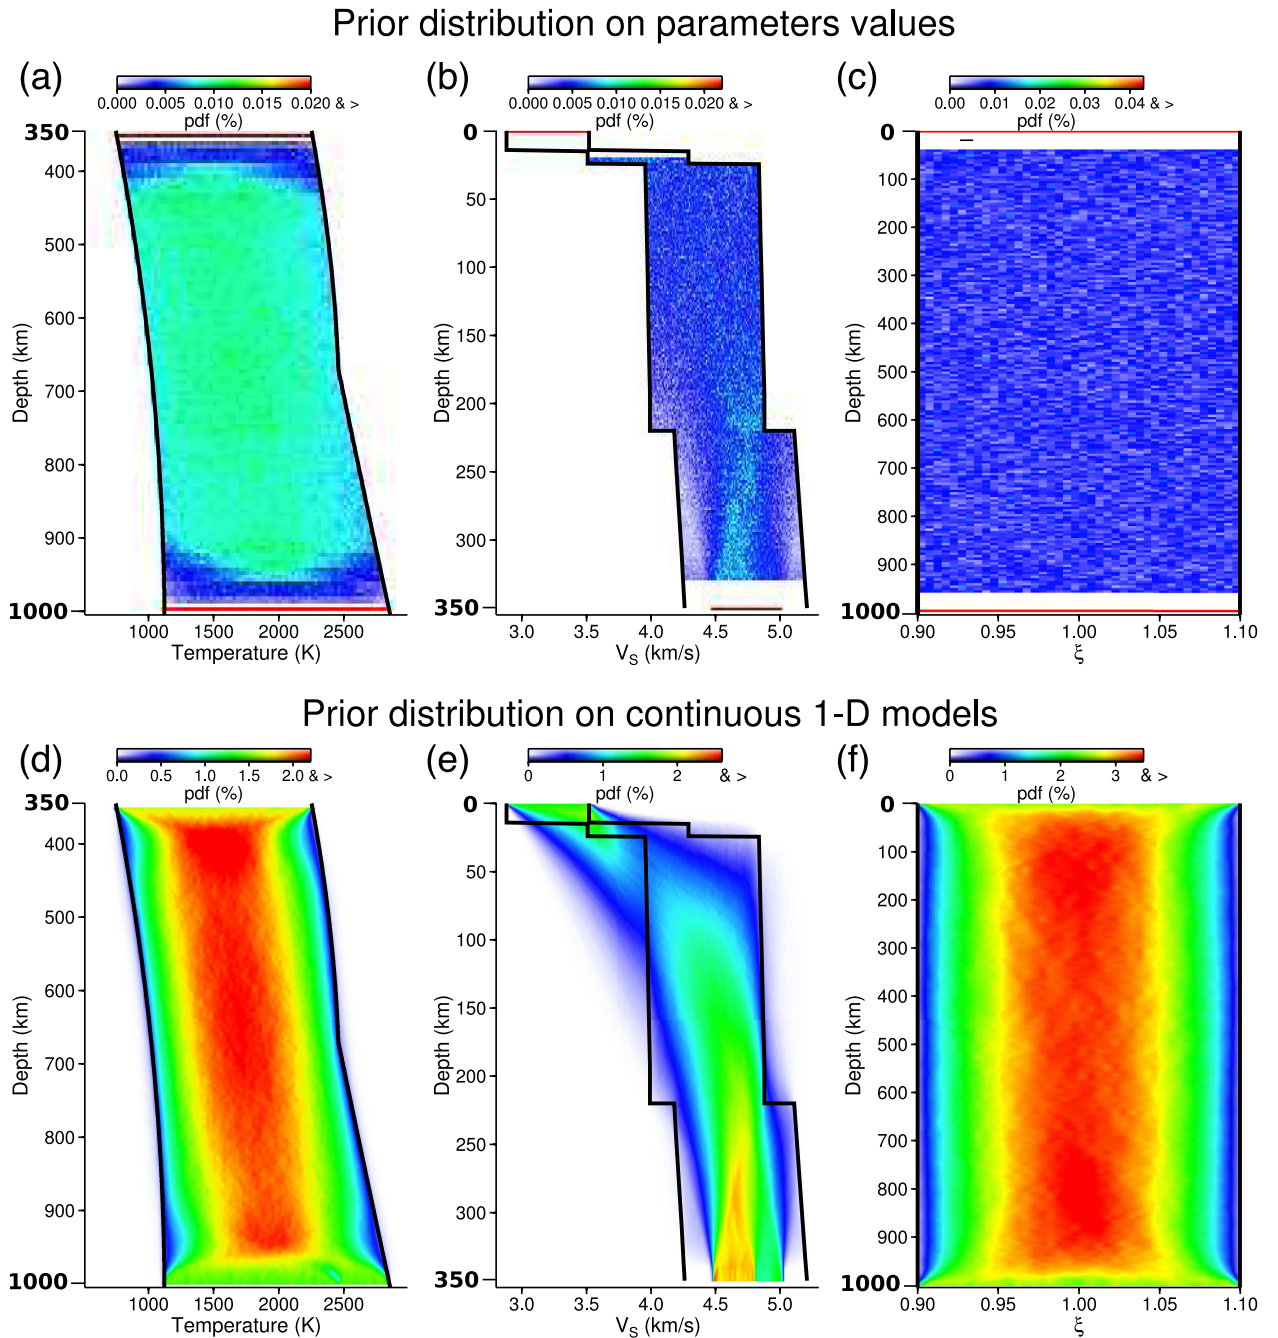 Prior distribution on parameters values
(a)
0.000 0.005 0.010 0.015 0.020 & >
pdf (%)
350
400
500
600
700
800
900
1000
Depth (km)
1000 1500 2000 2500
Temperature (K)
(b)
0.000 0.005 0.010 0.015 0.020 & >
pdf (%)
0
50
100
150
200
250
300
350
Depth (km)
3.0 3.5 4.0 4.5 5.0
V_S (km/s)
(c)
0.00 0.01 0.02 0.03 0.04 & >
pdf (%)
0
100
200
300
400
500
600
700
800
900
1000
Depth (km)
0.90 0.95 1.00 1.05 1.10
ξ
Prior distribution on continuous 1-D models
(d)
0.0 0.5 1.0 1.5 2.0 & >
pdf (%)
350
400
500
600
700
800
900
1000
Depth (km)
1000 1500 2000 2500
Temperature (K)
(e)
0 1 2 & >
pdf (%)
0
50
100
150
200
250
300
350
Depth (km)
3.0 3.5 4.0 4.5 5.0
V_S (km/s)
(f)
0 1 2 3 & >
pdf (%)
0
100
200
300
400
500
600
700
800
900
1000
Depth (km)
0.90 0.95 1.00 1.05 1.10
ξ